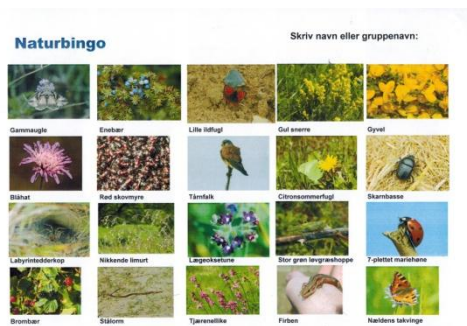 Naturbingo
Skriv navn eller gruppenavn:
Gammaugle Enebær Lille ildfugl Gul snerre Gyvel
Blåhat Rød skovmyre Tårnfalk Citronsommerfugl Skarnbasse
Labyrintedderkop Nikkende limurt Lægeoksetune Stor grøn løvgræshoppe 7-plettet mariehøne
Brombær Stålorm Tjærenellike Firben Nældens takvinge